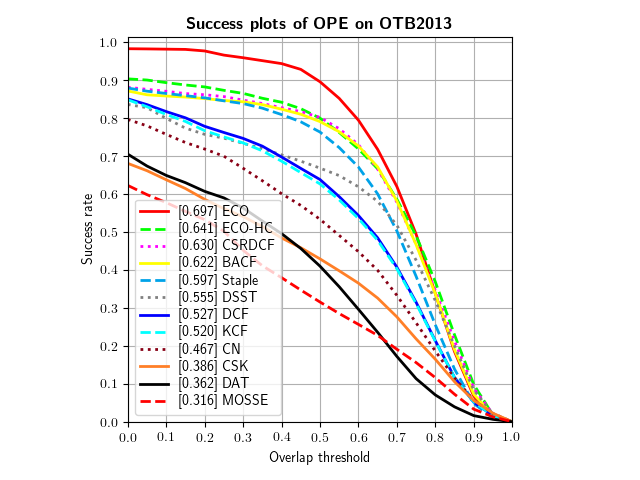 Success plots of OPE on OTB2013
1.0
0.9
0.8
0.7
0.6
0.5
0.4
0.3
0.2
0.1
0.0
Success rate
[0.697] ECO
[0.641] ECO-HC
[0.630] CSRDCF
[0.622] BACF
[0.597] Staple
[0.555] DSST
[0.527] DCF
[0.520] KCF
[0.467] CN
[0.386] CSK
[0.362] DAT
[0.316] MOSSE
0.0 0.1 0.2 0.3 0.4 0.5 0.6 0.7 0.8 0.9 1.0
Overlap threshold